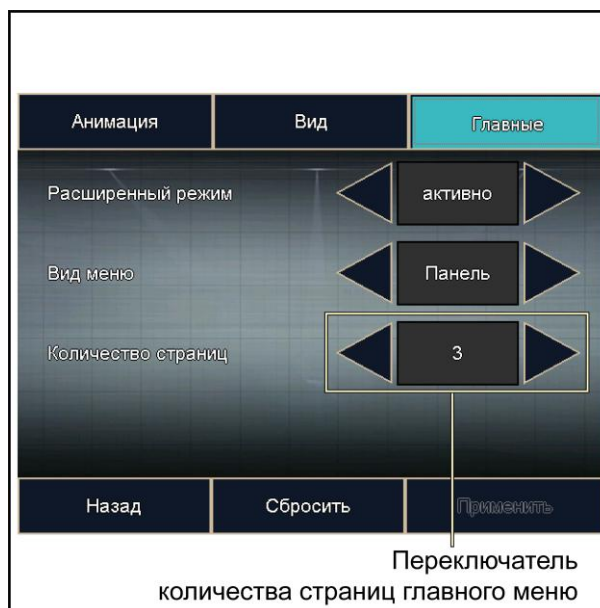 Анимация Вид Главные
Расширенный режим активно
Вид меню Панель
Количество страниц 3
Назад Сбросить Применить
Переключатель
количества страниц главного меню